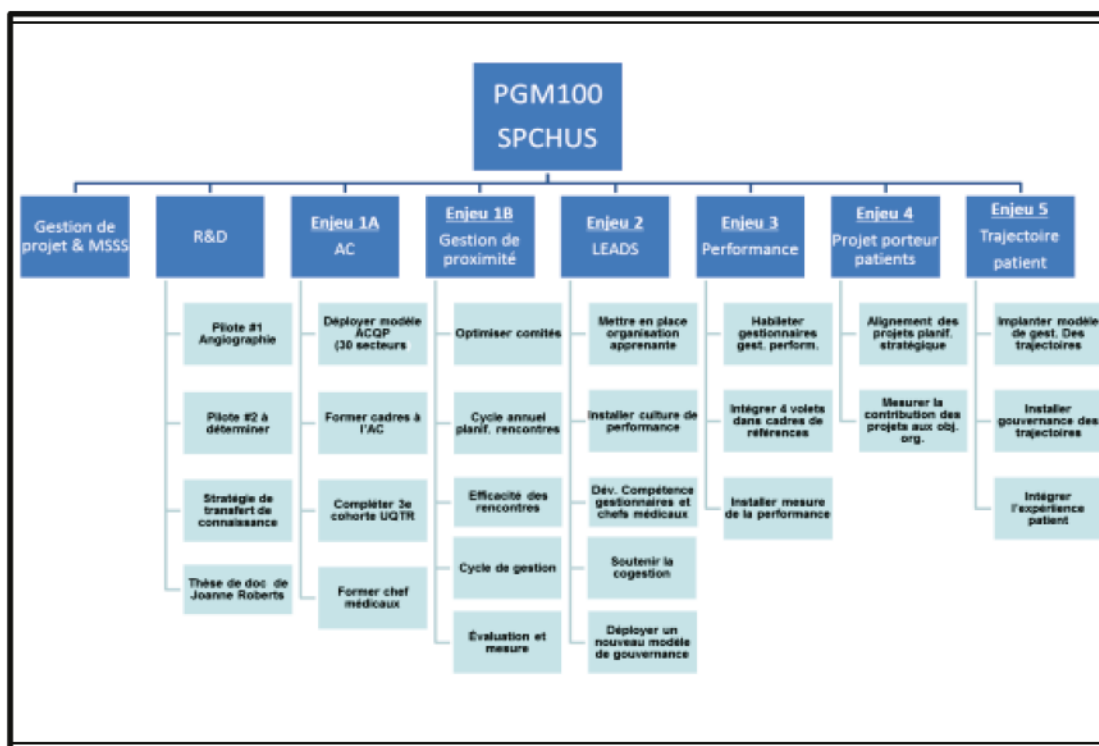 PGM100
SPCHUS
Gestion de
projet & MSSS
R&D
Pilote #1
Angiographie
Pilote #2 à
déterminer
Stratégie de
transfert de
connaissance
Thèse de doc de
Joanne Roberts
Enjeu 1A
AC
Déployer modèle
ACQP
(30 secteurs
Former cadres à
l'AC
Compléter 3e
cohorte UQTR
Former chef
médicaux
Enjeu 1B
Gestion de
proximité
Optimiser comités
Cycle annuel
planif. rencontres
Efficacité des
rencontres
Cycle de gestion
Évaluation et
mesure
Enjeu 2
LEADS
Mettre en place
organisation
apprenante
Installer culture de
performance
Dév. Compétence
gestionnaires et
chefs médicaux
Soutenir la
cogestion
Déployer un
nouveau modèle
de gouvernance
Enjeu 3
Performance
Habileter
gestionnaires
gest. perform.
Intégrer 4 volets
dans cadres de
références
Installer mesure
de la performance
Enjeu 4
Projet porteur
patients
Alignement des
projets planif.
stratégique
Mesurer la
contribution des
projets aux obj.
org.
Enjeu 5
Trajectoire
patient
Implanter modèle
de gest. Des
trajectoires
Installer
gouvernance des
trajectoires
Intégrer
l'expérience
patient